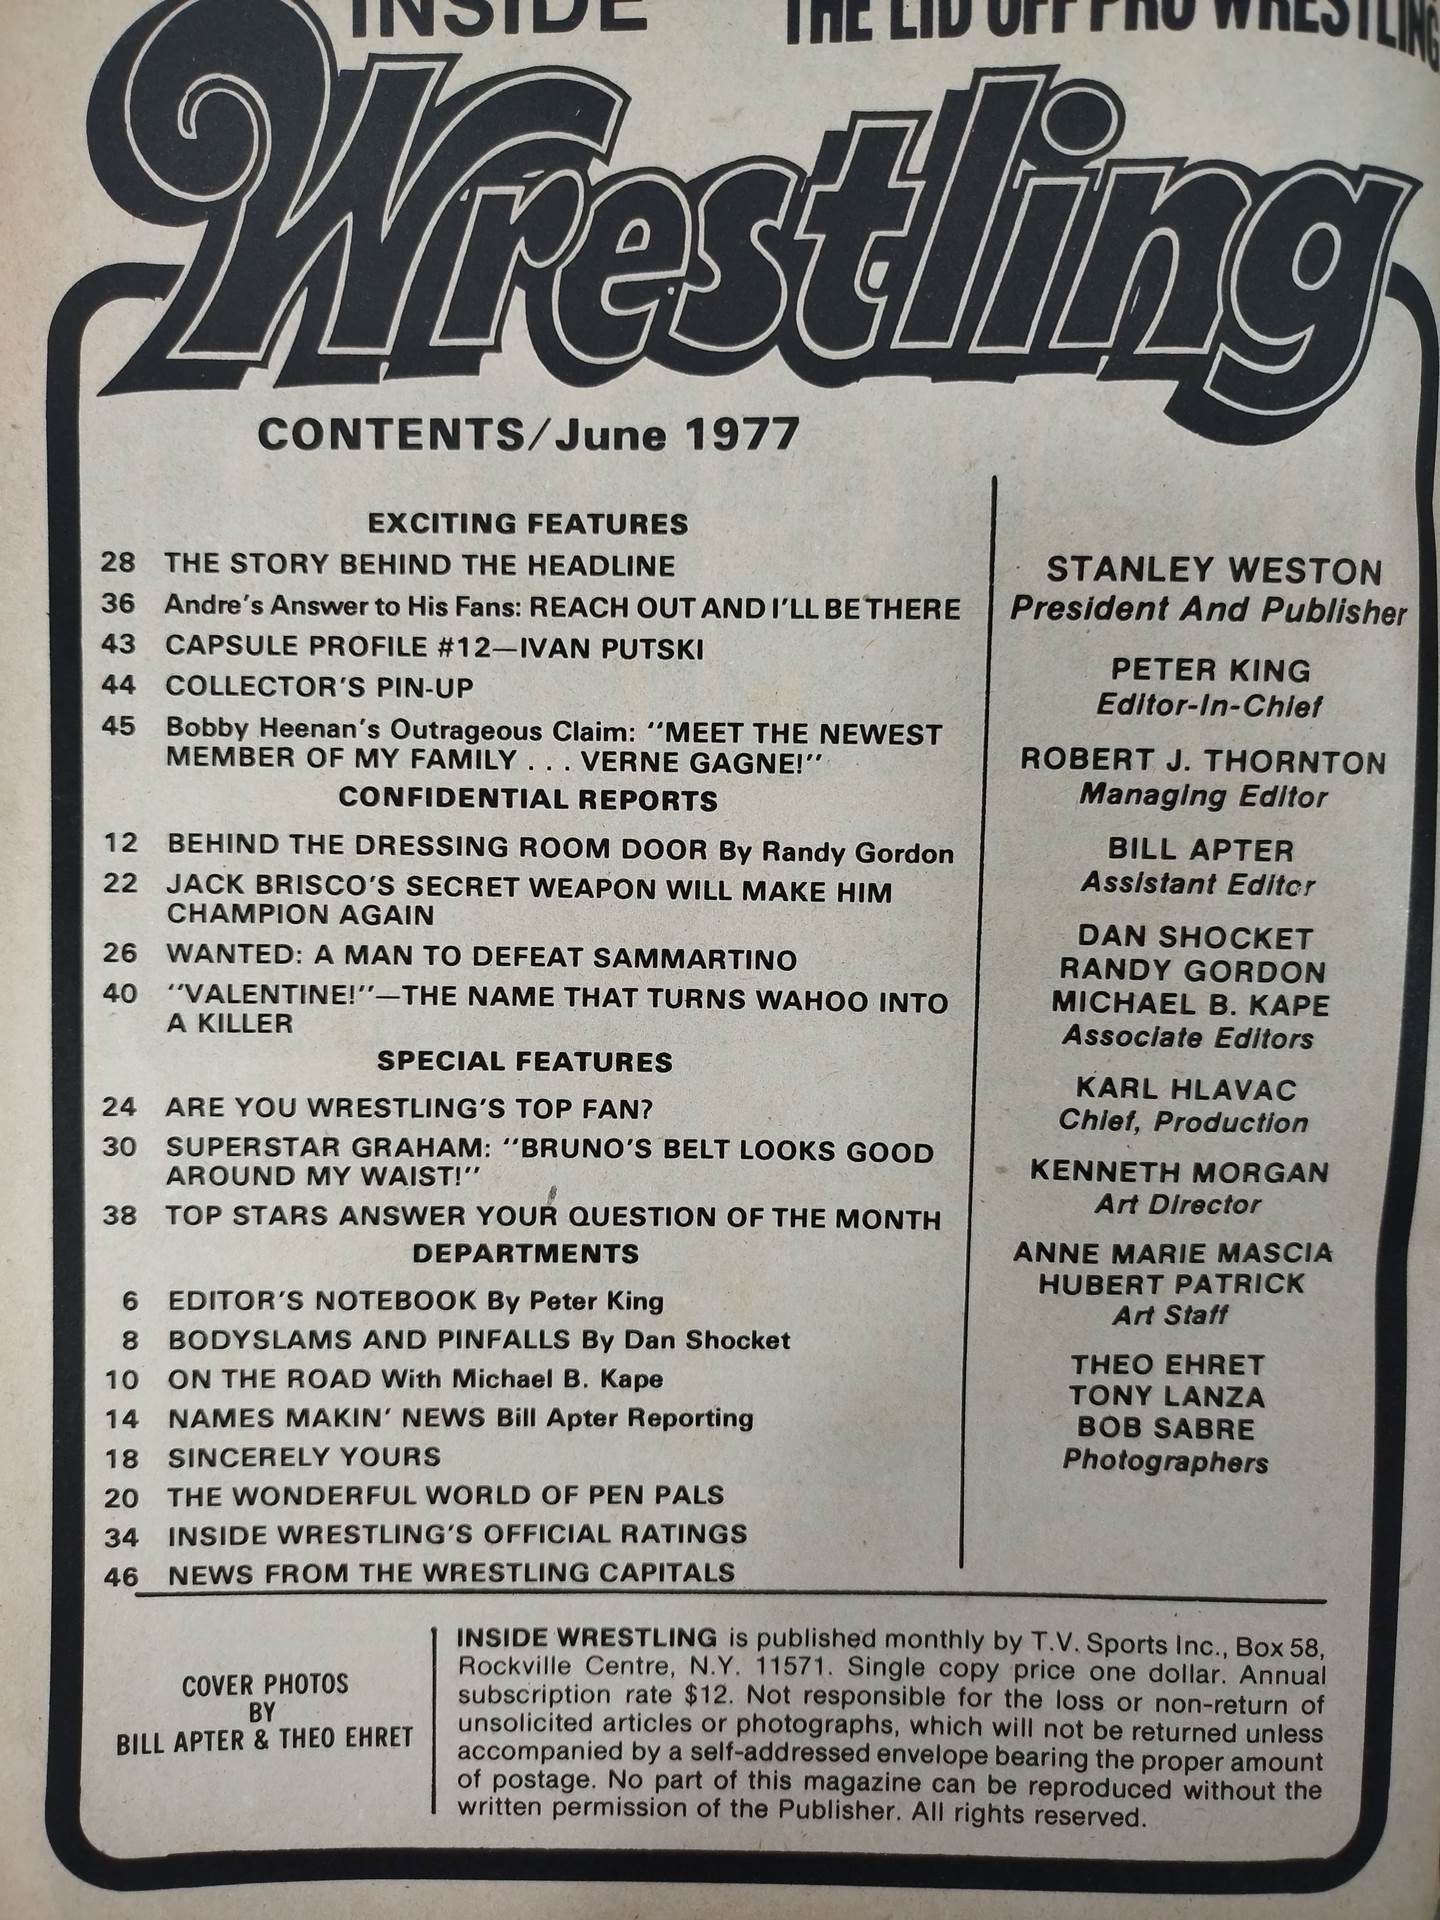 INSIDE
THE LID OFF PRO WRESTLING
Wrestling
CONTENTS/June 1977
EXCITING FEATURES
28 THE STORY BEHIND THE HEADLINE
36 Andre's Answer to His Fans: REACH OUT AND I'LL BE THERE
43 CAPSULE PROFILE #12—IVAN PUTSKI
44 COLLECTOR'S PIN-UP
45 Bobby Heenan's Outrageous Claim: "MEET THE NEWEST
MEMBER OF MY FAMILY . . . VERNE GAGNE!"
CONFIDENTIAL REPORTS
12 BEHIND THE DRESSING ROOM DOOR By Randy Gordon
22 JACK BRISCO'S SECRET WEAPON WILL MAKE HIM
CHAMPION AGAIN
26 WANTED: A MAN TO DEFEAT SAMMARTINO
40 "VALENTINE!"—THE NAME THAT TURNS WAHOO INTO
A KILLER
SPECIAL FEATURES
24 ARE YOU WRESTLING'S TOP FAN?
30 SUPERSTAR GRAHAM: "BRUNO'S BELT LOOKS GOOD
AROUND MY WAIST!"
38 TOP STARS ANSWER YOUR QUESTION OF THE MONTH
DEPARTMENTS
6 EDITOR'S NOTEBOOK By Peter King
8 BODYSLAMS AND PINFALLS By Dan Shocket
10 ON THE ROAD With Michael B. Kape
14 NAMES MAKIN' NEWS Bill Apter Reporting
18 SINCERELY YOURS
20 THE WONDERFUL WORLD OF PEN PALS
34 INSIDE WRESTLING'S OFFICIAL RATINGS
46 NEWS FROM THE WRESTLING CAPITALS
STANLEY WESTON
President And Publisher
PETER KING
Editor-In-Chief
ROBERT J. THORNTON
Managing Editor
BILL APTER
Assistant Editor
DAN SHOCKET
RANDY GORDON
MICHAEL B. KAPE
Associate Editors
KARL HLAVAC
Chief, Production
KENNETH MORGAN
Art Director
ANNE MARIE MASCIA
HUBERT PATRICK
Art Staff
THEO EHRET
TONY LANZA
BOB SABRE
Photographers
COVER PHOTOS
BY
BILL APTER & THEO EHRET
INSIDE WRESTLING is published monthly by T.V. Sports Inc., Box 58,
Rockville Centre, N.Y. 11571. Single copy price one dollar. Annual
subscription rate $12. Not responsible for the loss or non-return of
unsolicited articles or photographs, which will not be returned unless
accompanied by a self-addressed envelope bearing the proper amount
of postage. No part of this magazine can be reproduced without the
written permission of the Publisher. All rights reserved.